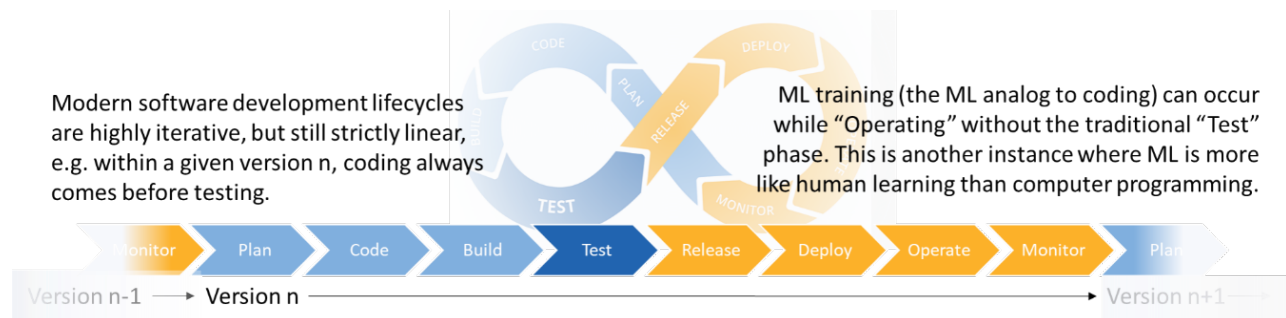 CODE
DEPLOY
BUILD
PLAN
RELEASE
TEST
MONITOR
Modern software development lifecycles
are highly iterative, but still strictly linear,
e.g. within a given version n, coding always
comes before testing.
ML training (the ML analog to coding) can occur
while “Operating” without the traditional “Test”
phase. This is another instance where ML is more
like human learning than computer programming.
Monitor
Plan
Code
Build
Test
Release
Deploy
Operate
Monitor
Plan
Version n-1
Version n
Version n+1